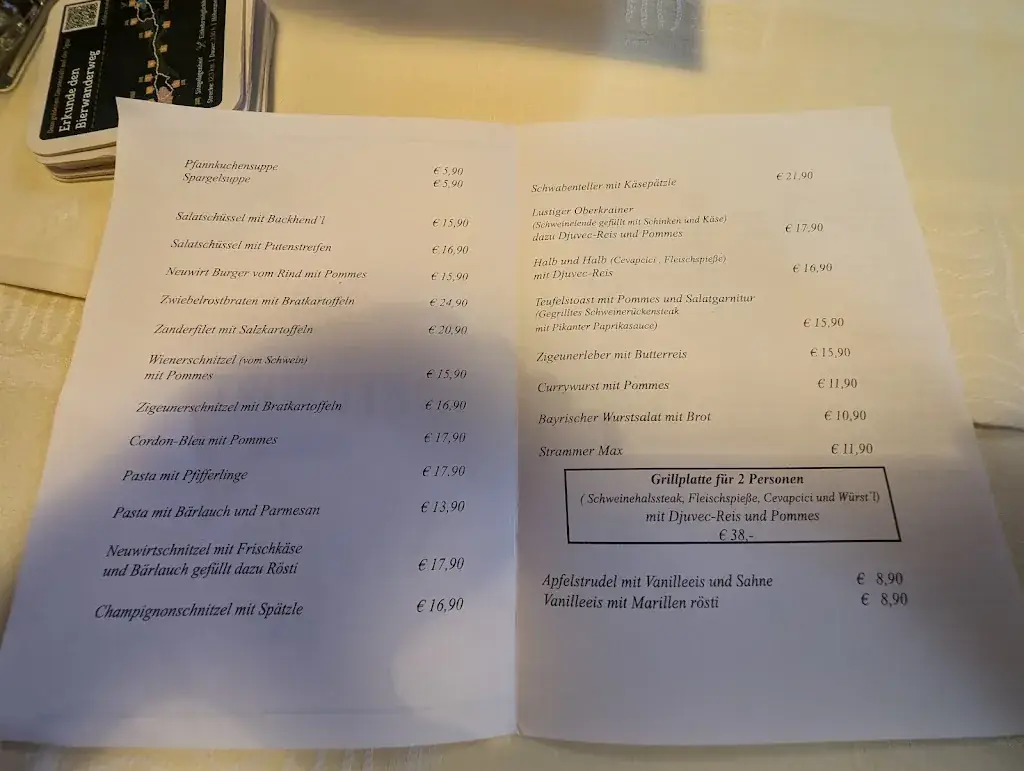 Erkunde den
Bierwanderweg
Pfannkuchensuppe € 5,90
Spargelsuppe € 5,90
Salatschüssel mit Backhend´l € 15,90
Salatschüssel mit Putenstreifen € 16,90
Neuwirt Burger vom Rind mit Pommes € 15,90
Zwiebelrostbraten mit Bratkartoffeln € 24,90
Zanderfilet mit Salzkartoffeln € 20,90
Wienerschnitzel (vom Schwein)
mit Pommes € 15,90
Zigeunerschnitzel mit Bratkartoffeln € 16,90
Cordon-Bleu mit Pommes € 17,90
Pasta mit Pfifferlinge € 17,90
Pasta mit Bärlauch und Parmesan € 13,90
Neuwirtschnitzel mit Frischkäse
und Bärlauch gefüllt dazu Rösti € 17,90
Champignonschnitzel mit Spätzle € 16,90
Schwabenteller mit Käsepätzle € 21,90
Lustiger Oberkrainer
(Schweinelende gefüllt mit Schinken und Käse)
dazu Djuvec-Reis und Pommes € 17,90
Halb und Halb (Cevapcici , Fleischspieße)
mit Djuvec-Reis € 16,90
Teufelstoast mit Pommes und Salatgarnitur
(Gegrilltes Schweinerückensteak
mit Pikanter Paprikasauce) € 15,90
Zigeunerleber mit Butterreis € 15,90
Currywurst mit Pommes € 11,90
Bayrischer Wurstsalat mit Brot € 10,90
Strammer Max € 11,90
Grillplatte für 2 Personen
( Schweinehalssteak, Fleischspieße, Cevapcici und Würst´l)
mit Djuvec-Reis und Pommes
€ 38,-
Apfelstrudel mit Vanilleeis und Sahne € 8,90
Vanilleeis mit Marillen rösti € 8,90